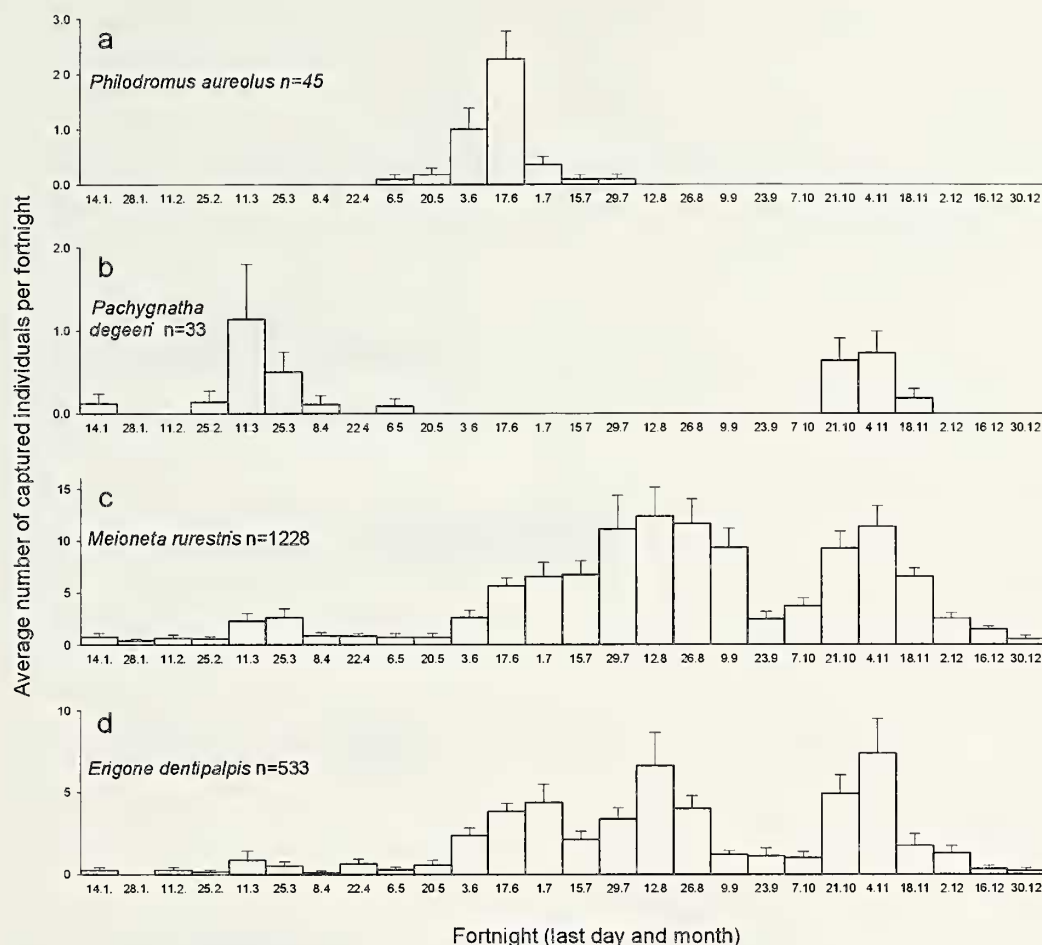 Average number of captured individuals per fortnight
3.0
2.0
1.0
0.0
a
Philodromus aureolus n=45
14.1. 28.1. 11.2. 25.2. 11.3 25.3 8.4 22.4 6.5 20.5 3.6 17.6 1.7 15.7 29.7 12.8 26.8 9.9 23.9 7.10 21.10 4.11 18.11 2.12 16.12 30.12
2.0
1.0
0.0
b
Pachygnatha
degeeri n=33
14.1 28.1. 11.2. 25.2 11.3 25.3 8.4 22.4 6.5 20.5 3.6 17.6 1.7 15.7 29.7 12.8 26.8 9.9 23.9 7.10 21.10 4.11 18.11 2.12 16.12 30.12
15
10
5
0
c
Meioneta rurestris n=1228
14.1. 28.1. 11.2. 25.2. 11.3 25.3 8.4 22.4 6.5 20.5 3.6 17.6 1.7 15.7 29.7 12.8 26.8 9.9 23.9 7.10 21.10 4.11 18.11 2.12 16.12 30.12
10
5
0
d
Erigone dentipalpis n=533
14.1. 28.1. 11.2. 25.2. 11.3 25.3 8.4 22.4 6.5 20.5 3.6 17.6 1.7 15.7 29.7 12.8 26.8 9.9 23.9 7.10 21.10 4.11 18.11 2.12 16.12 30.12
Fortnight (last day and month)